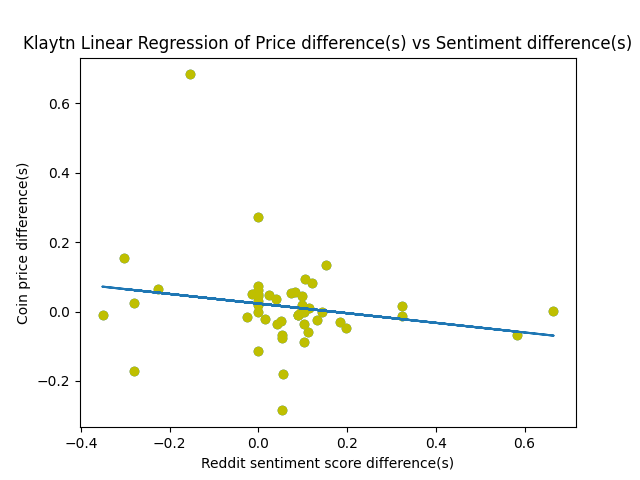 Klaytn Linear Regression of Price difference(s) vs Sentiment difference(s)
0.6
0.4
0.2
0.0
−0.2
Coin price difference(s)
−0.4 −0.2 0.0 0.2 0.4 0.6
Reddit sentiment score difference(s)